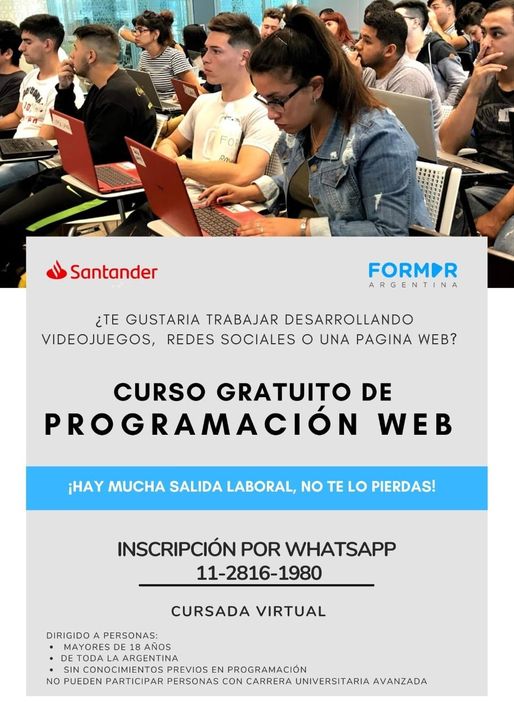 Santander
FORMAR
ARGENTINA
¿TE GUSTARIA TRABAJAR DESARROLLANDO
VIDEOJUEGOS, REDES SOCIALES O UNA PAGINA WEB?
CURSO GRATUITO DE
PROGRAMACIÓN WEB
¡HAY MUCHA SALIDA LABORAL, NO TE LO PIERDAS!
INSCRIPCIÓN POR WHATSAPP
11-2816-1980
CURSADA VIRTUAL
DIRIGIDO A PERSONAS:
• MAYORES DE 18 AÑOS
• DE TODA LA ARGENTINA
• SIN CONOCIMIENTOS PREVIOS EN PROGRAMACIÓN
NO PUEDEN PARTICIPAR PERSONAS CON CARRERA UNIVERSITARIA AVANZADA